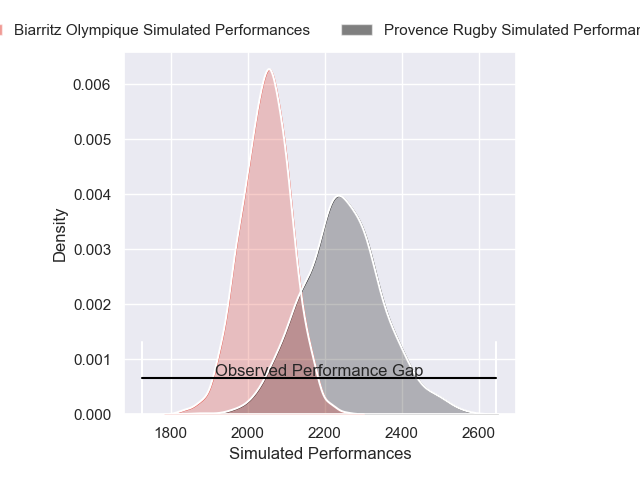 Biarritz Olympique Simulated Performances
Provence Rugby Simulated
0.006
0.005
0.004
0.003
0.002
0.001
0.000
Density
Observed Performance Gap
1800
2000
2200
2400
2600
Simulated Performances